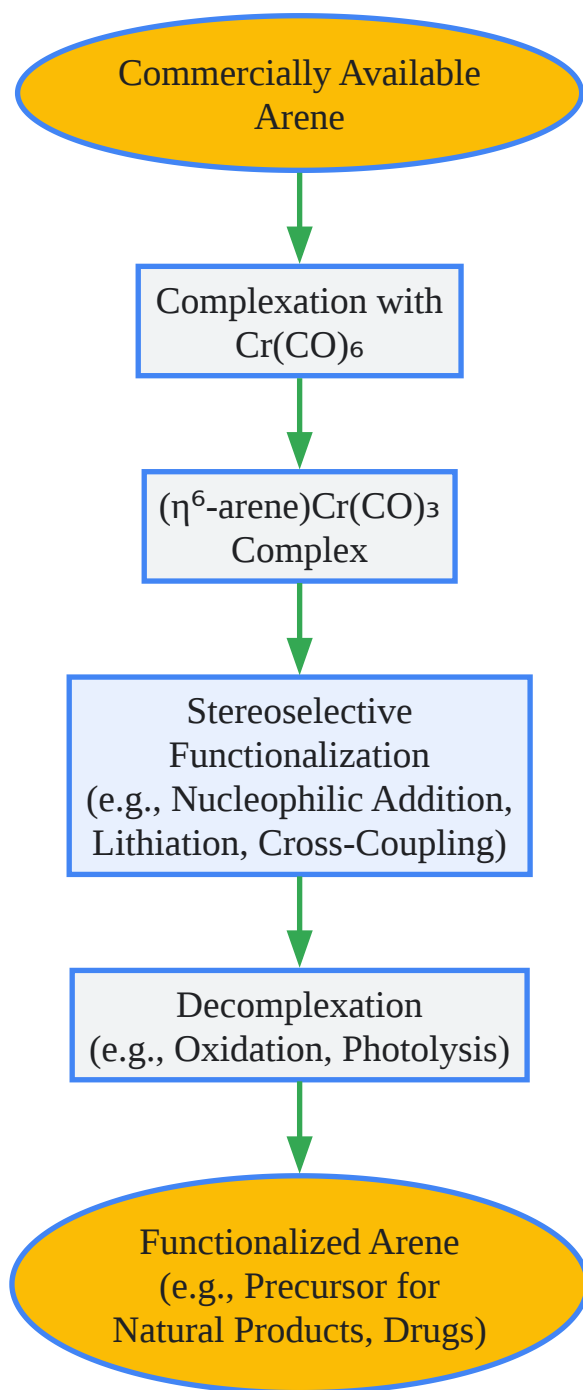 Commercially Available
Arene
Complexation with
Cr(CO)₆
(η⁶-arene)Cr(CO)₃
Complex
Stereoselective
Functionalization
(e.g., Nucleophilic Addition,
Lithiation, Cross-Coupling)
Decomplexation
(e.g., Oxidation, Photolysis)
Functionalized Arene
(e.g., Precursor for
Natural Products, Drugs)